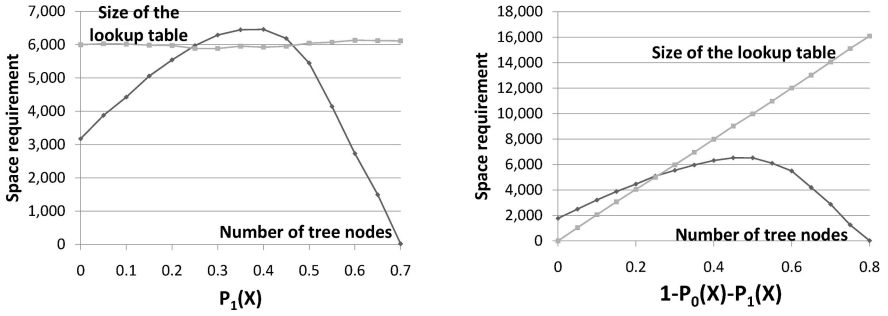 7,000
6,000
5,000
4,000
3,000
2,000
1,000
0
Space requirement
Size of the
lookup table
Number of tree nodes
0 0.1 0.2 0.3 0.4 0.5 0.6 0.7
P₁(X)
18,000
16,000
14,000
12,000
10,000
8,000
6,000
4,000
2,000
0
Space requirement
Size of the lookup table
Number of tree nodes
0 0.2 0.4 0.6 0.8
1-P₀(X)-P₁(X)